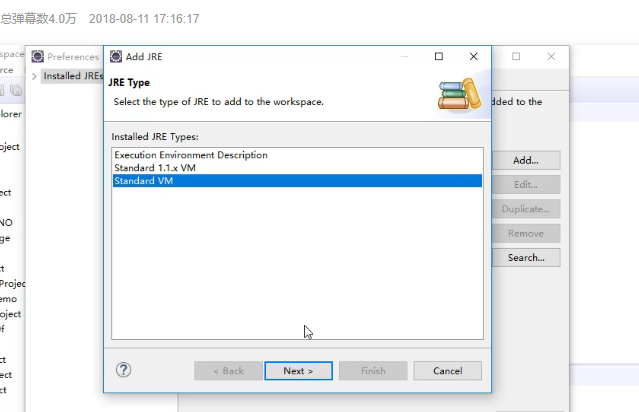 总弹幕数4.0万 2018-08-11 17:16:17
Preferences
Installed JREs
Add JRE
JRE Type
Select the type of JRE to add to the workspace.
dded to the
Installed JRE Types:
Execution Environment Description
Standard 1.1.x VM
Standard VM
Add...
Edit...
Duplicate...
Remove
Search...
< Back
Next >
Finish
Cancel
space
rce
plorer
oject
ect
NO
ge
ct
Project
emo
oject
of
ct
ect
ct